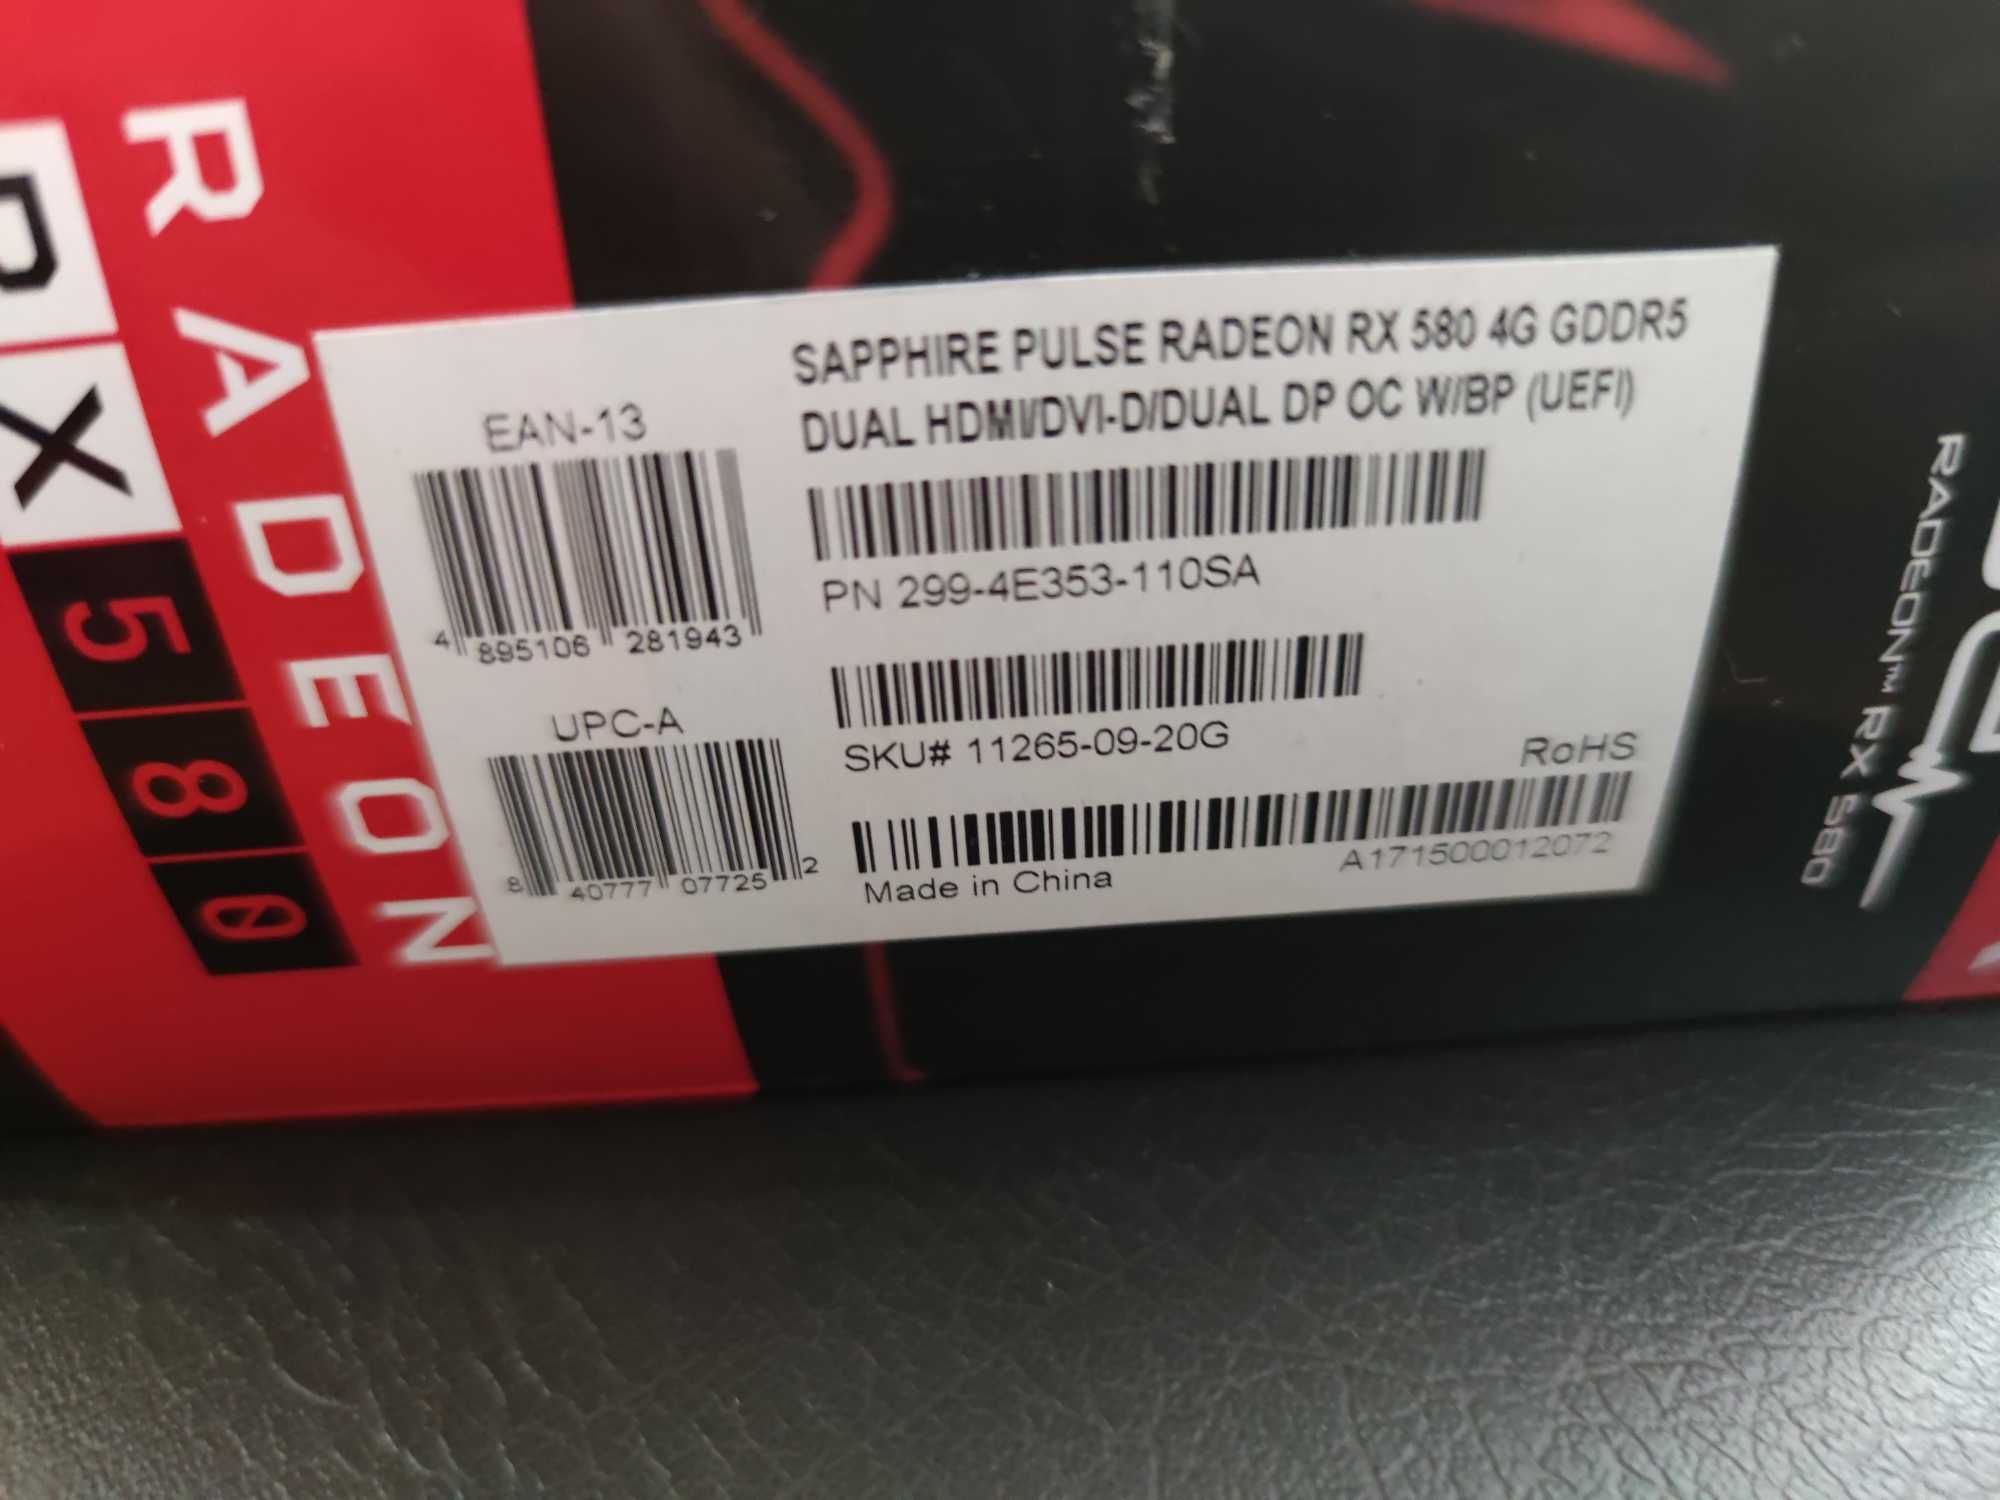 RADEON
RX
580
SAPPHIRE PULSE RADEON RX 580 4G GDDR5
DUAL HDMI/DVI-D/DUAL DP OC W/BP (UEFI)
EAN-13
4 895106 281943
PN 299-4E353-110SA
UPC-A
8 40777 07725 2
SKU# 11265-09-20G
RoHS
Made in China
A171500012072
RADEON™ RX 580